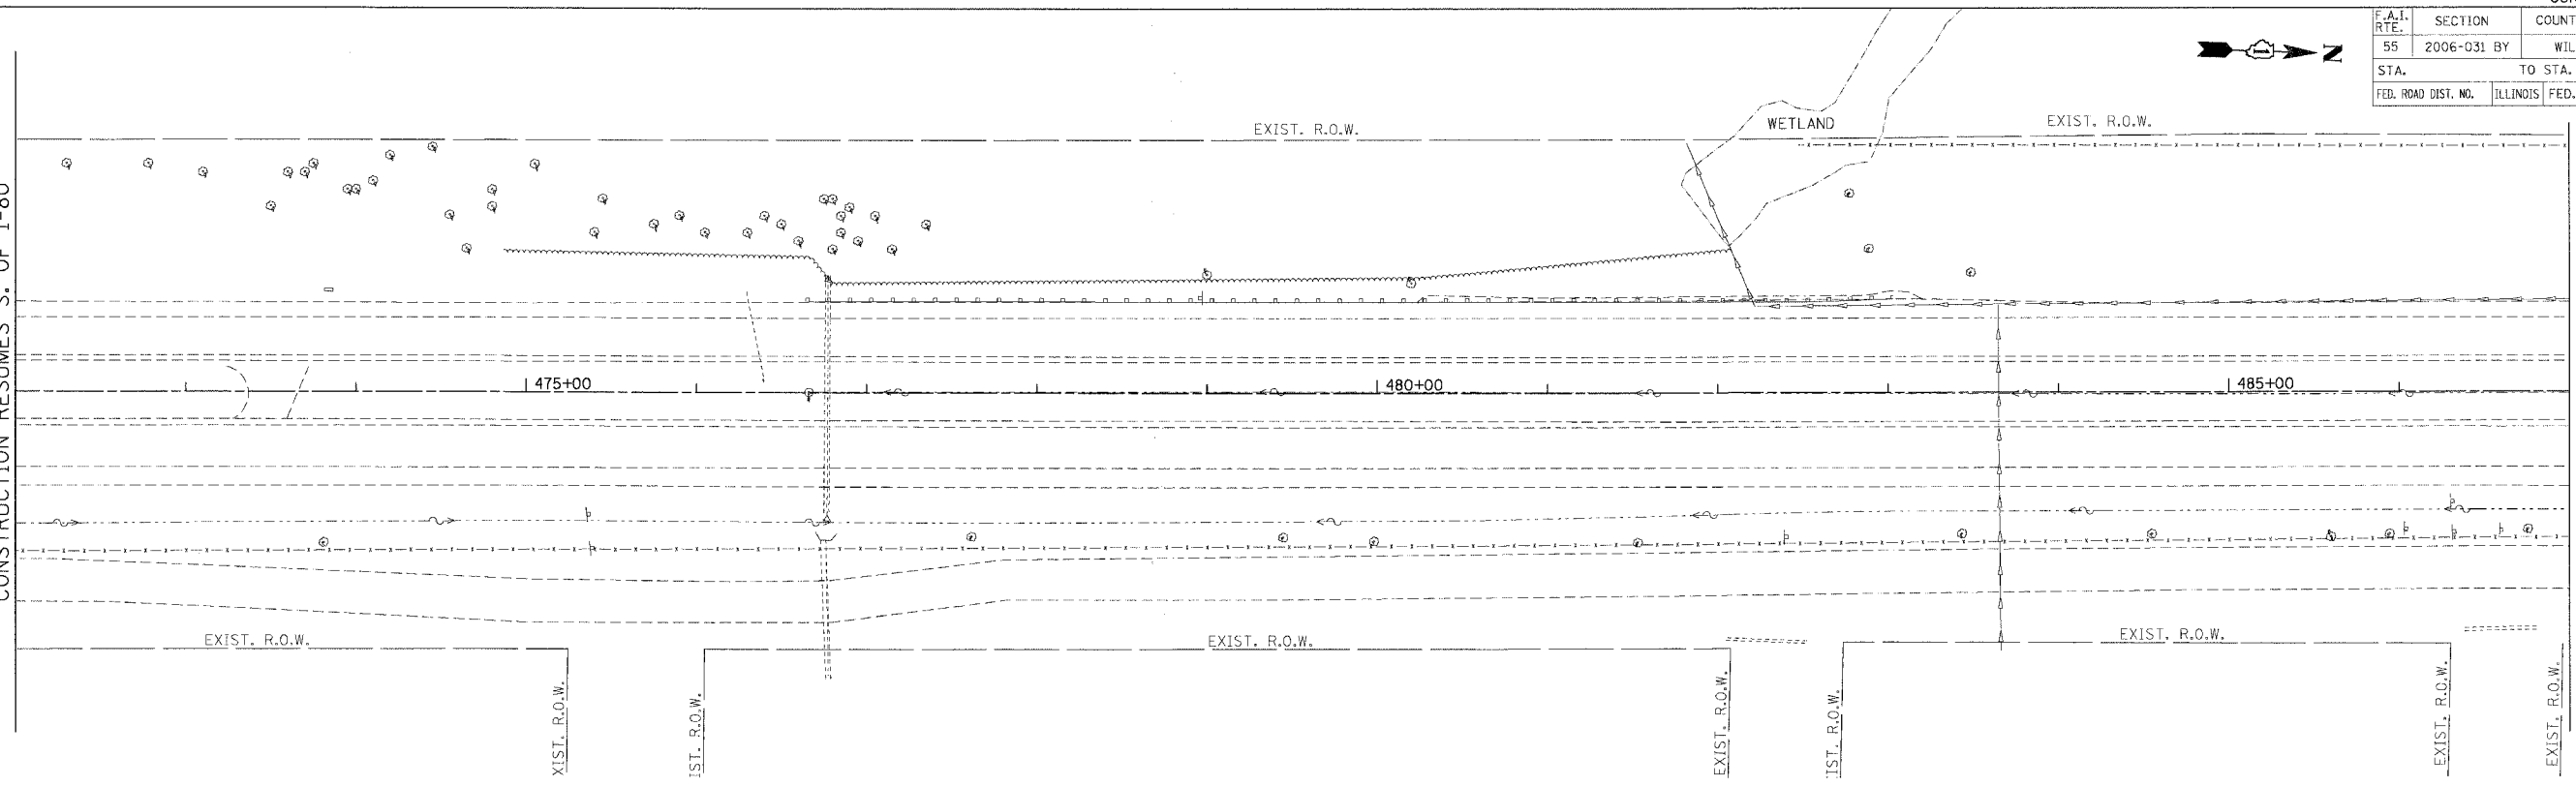 F.A.I. RTE. SECTION COUNT
55 2006-031 BY WIL
STA. TO STA.
FED. ROAD DIST. NO. ILLINOIS FED.
N
EXIST. R.O.W.
WETLAND
EXIST. R.O.W.
CONSTRUCTION RESUMES S. OF I-80
475+00
480+00
485+00
EXIST. R.O.W.
EXIST. R.O.W.
EXIST. R.O.W.
XIST. R.O.W.
IST. R.O.W.
EXIST. R.O.W.
IST. R.O.W.
EXIST. R.O.W.
EXIST. R.O.W.